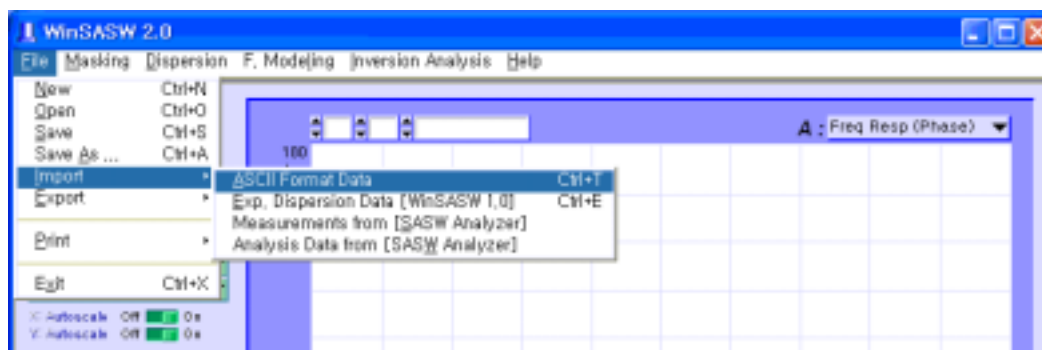 WinSASW 2.0
File Masking Dispersion F. Modeling Inversion Analysis Help
New Ctrl+N
Open Ctrl+O
Save Ctrl+S
Save As ... Ctrl+A
Import
Export
Print
Exit Ctrl+X
ASCII Format Data Ctrl+T
Exp. Dispersion Data [WinSASW 1.0] Ctrl+E
Measurements from [SASW Analyzer]
Analysis Data from [SASW Analyzer]
A : Freq Resp (Phase)
180
X Autoscale Off On
Y Autoscale Off On